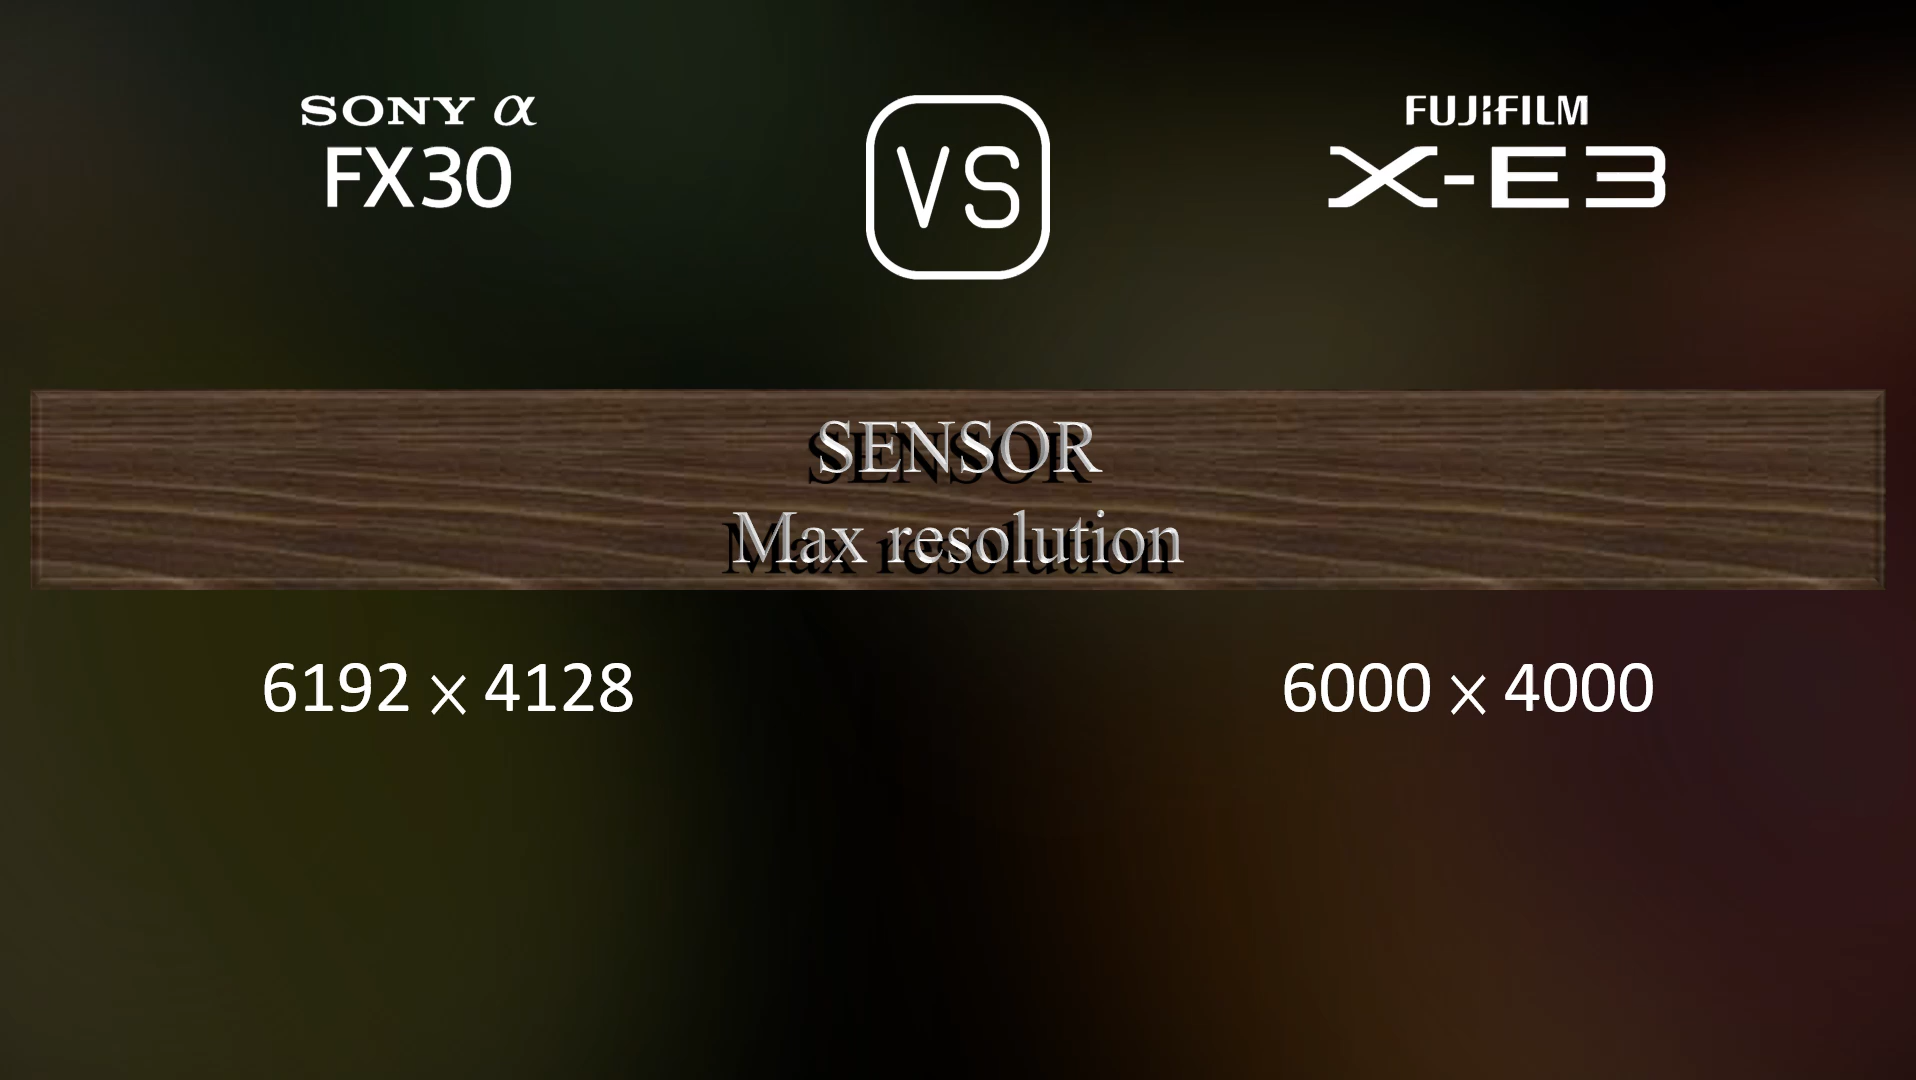 SONY α
FX30
VS
FUJIFILM
X-E3
SENSOR
Max resolution
6192 x 4128
6000 x 4000